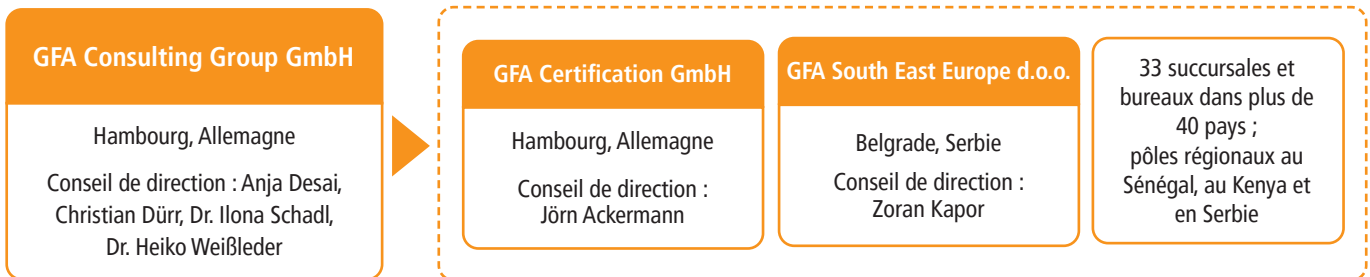 GFA Consulting Group GmbH
Hambourg, Allemagne
Conseil de direction : Anja Desai,
Christian Dürr, Dr. Ilona Schadl,
Dr. Heiko Weißleder
GFA Certification GmbH
Hambourg, Allemagne
Conseil de direction :
Jörn Ackermann
GFA South East Europe d.o.o.
Belgrade, Serbie
Conseil de direction :
Zoran Kapor
33 succursales et
bureaux dans plus de
40 pays ;
pôles régionaux au
Sénégal, au Kenya et
en Serbie